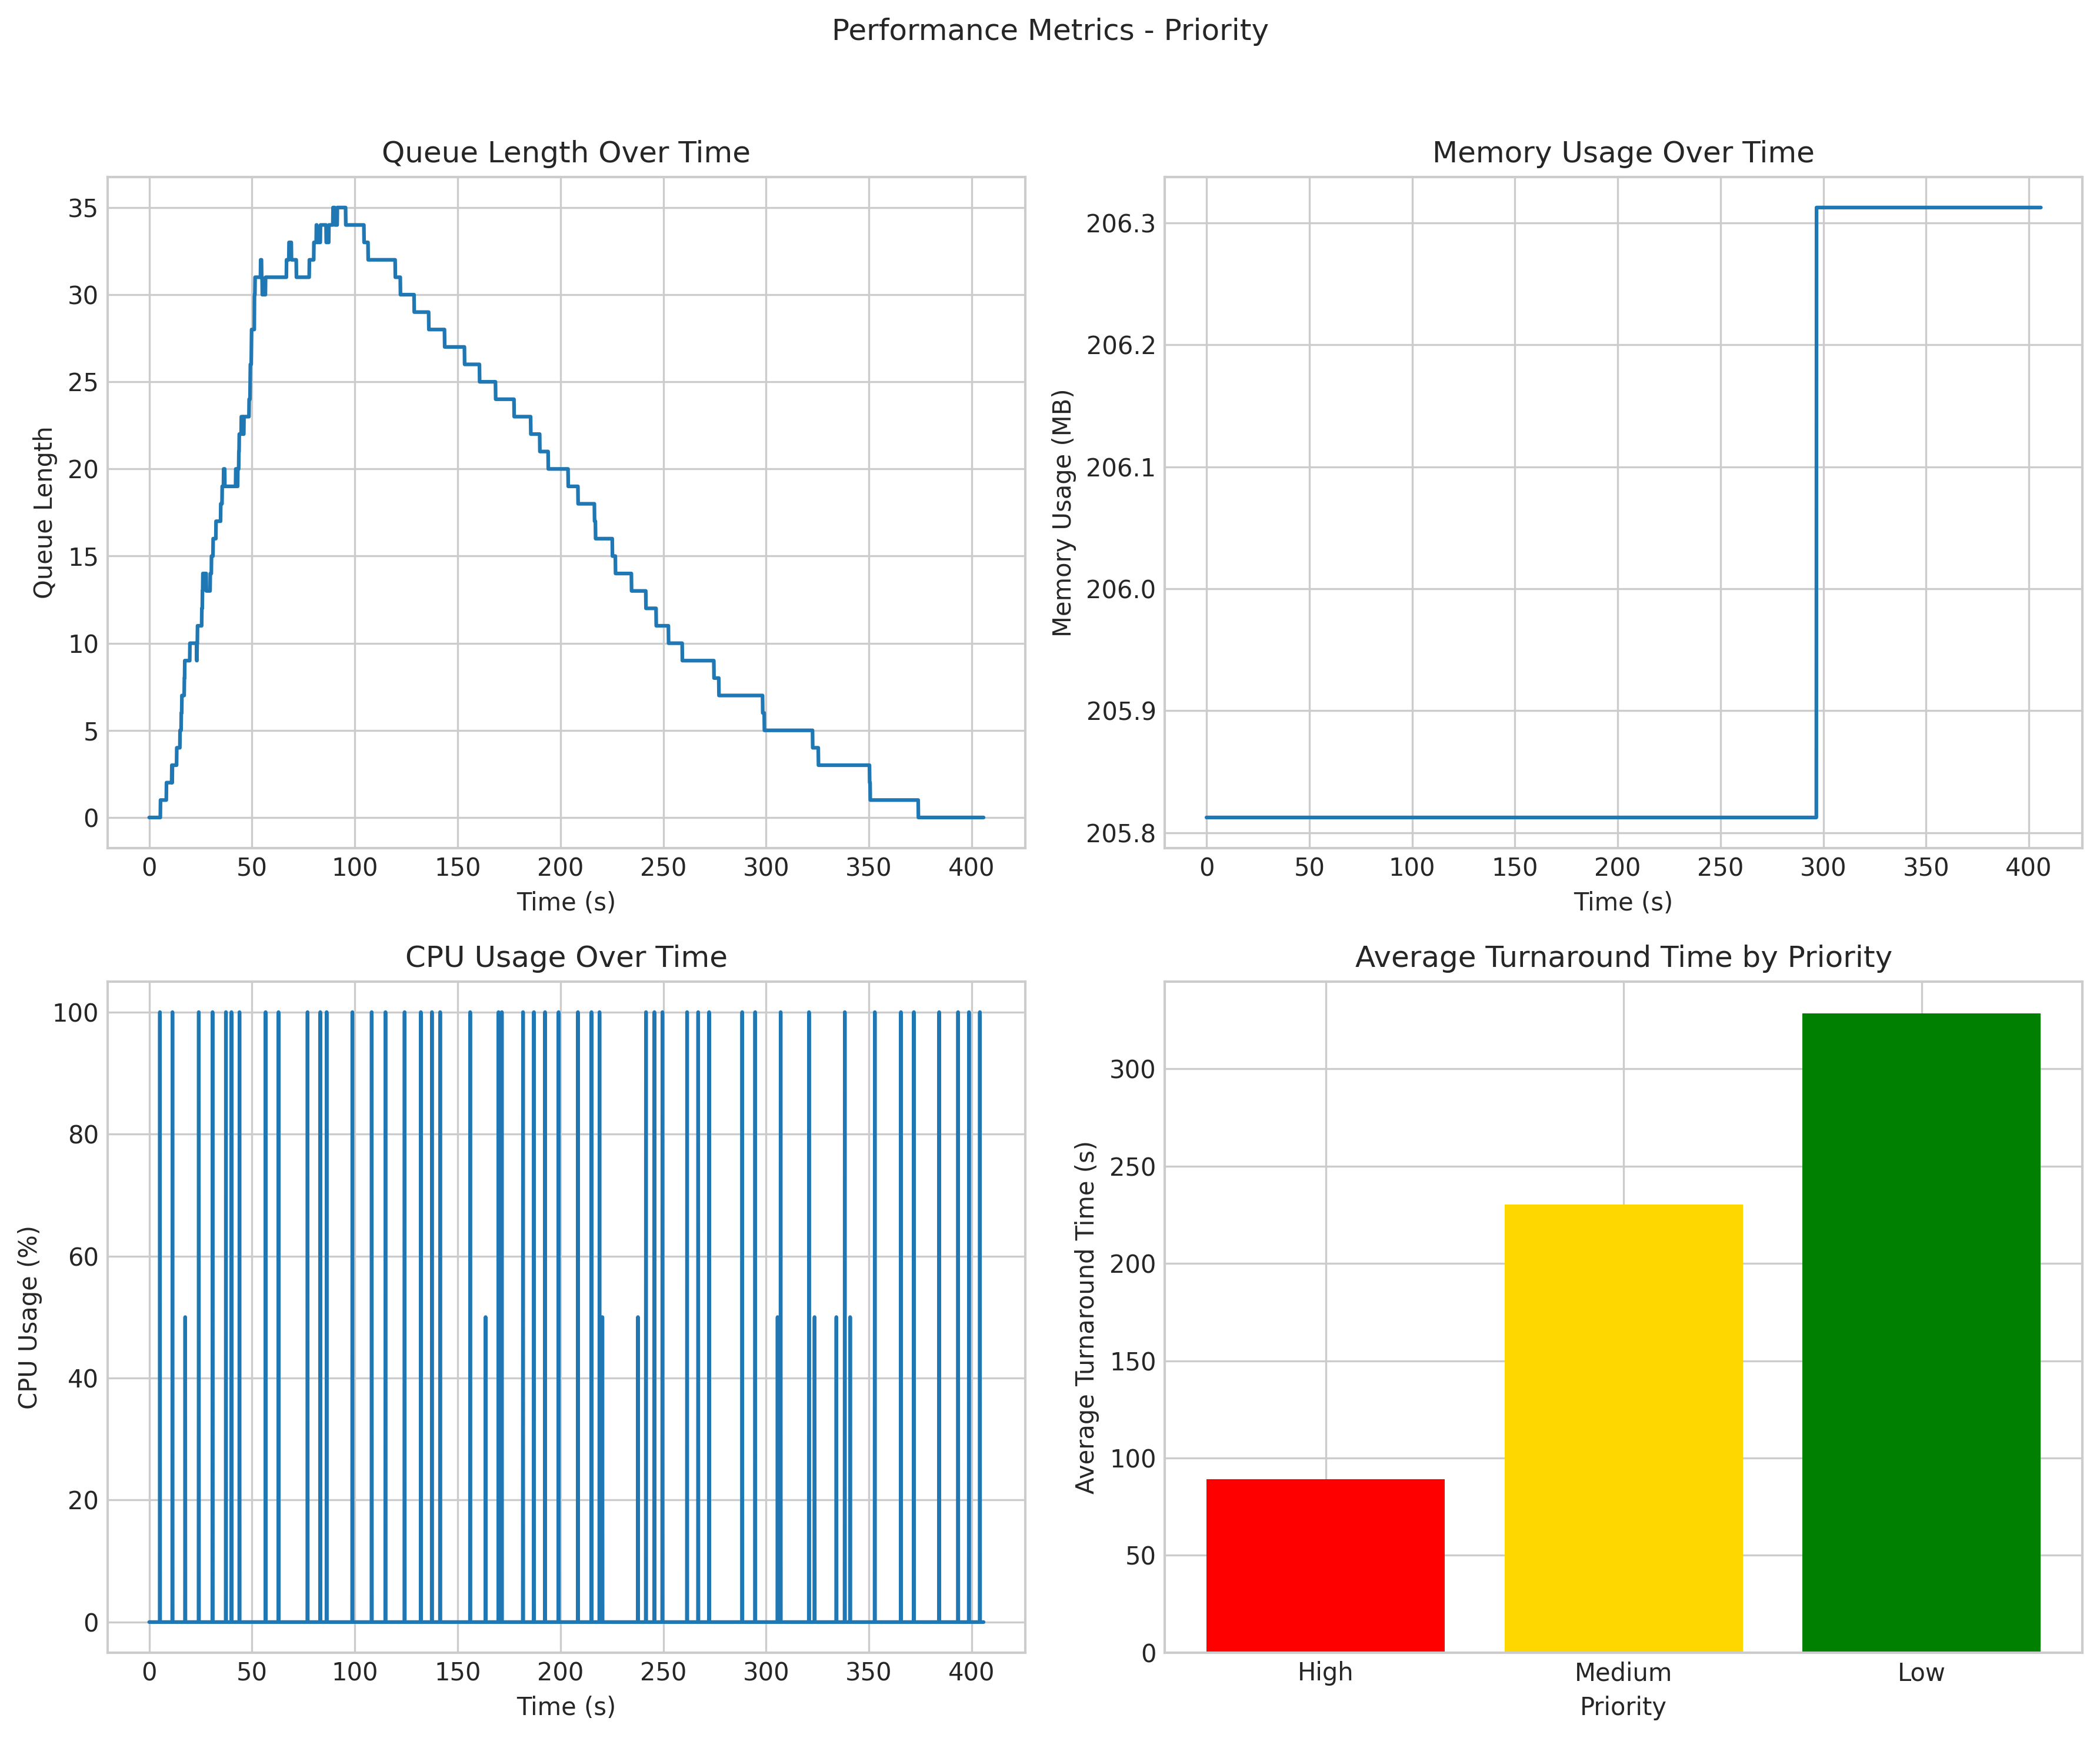 Performance Metrics - Priority
Queue Length Over Time
35
30
25
20
15
10
5
0
Queue Length
0 50 100 150 200 250 300 350 400
Time (s)
Memory Usage Over Time
206.3
206.2
206.1
206.0
205.9
205.8
Memory Usage (MB)
0 50 100 150 200 250 300 350 400
Time (s)
CPU Usage Over Time
100
80
60
40
20
0
CPU Usage (%)
0 50 100 150 200 250 300 350 400
Time (s)
Average Turnaround Time by Priority
300
250
200
150
100
50
0
Average Turnaround Time (s)
High Medium Low
Priority